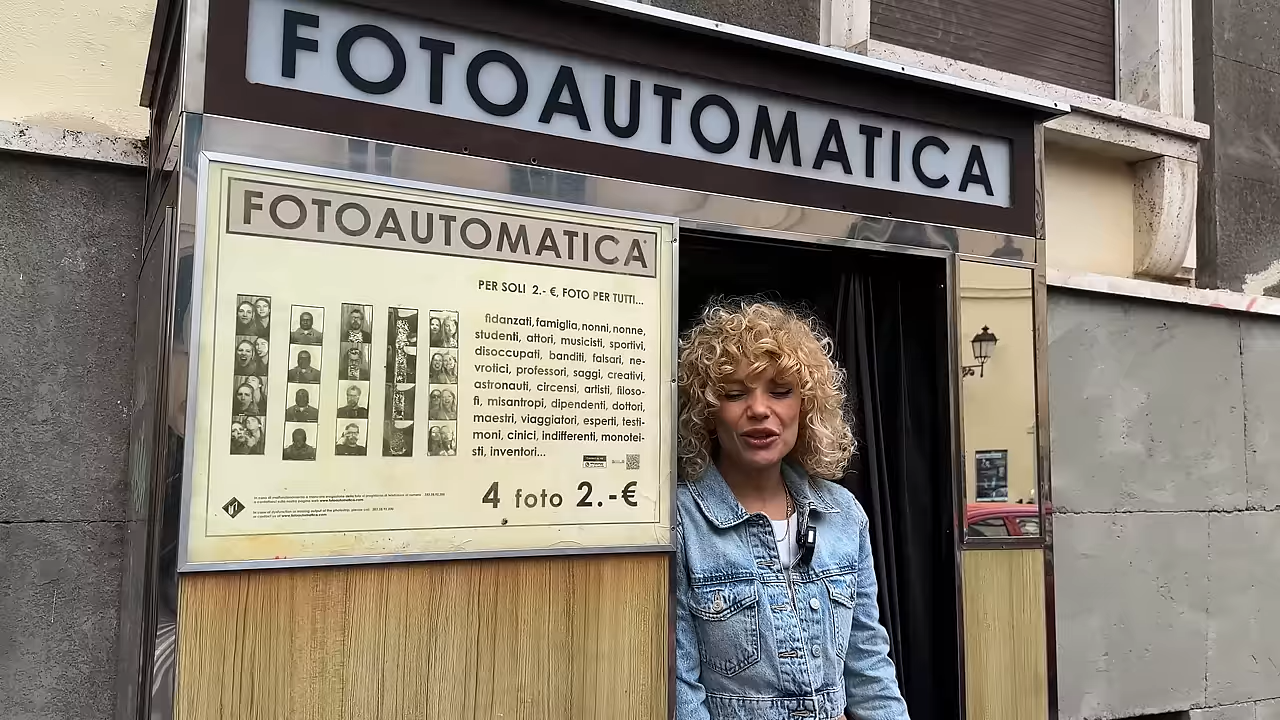 FOTOAUTOMATICA
FOTOAUTOMATICA
PER SOLI 2.- €, FOTO PER TUTTI...
fidanzati, famiglia, nonni, nonne,
studenti, attori, musicisti, sportivi,
disoccupati, banditi, falsari, ne-
vrotici, professori, saggi, creativi,
astronauti, circensi, artisti, filoso-
fi, misantropi, dipendenti, dottori,
maestri, viaggiatori, esperti, testi-
moni, cinici, indifferenti, monotei-
sti, inventori...
4 foto 2.-€